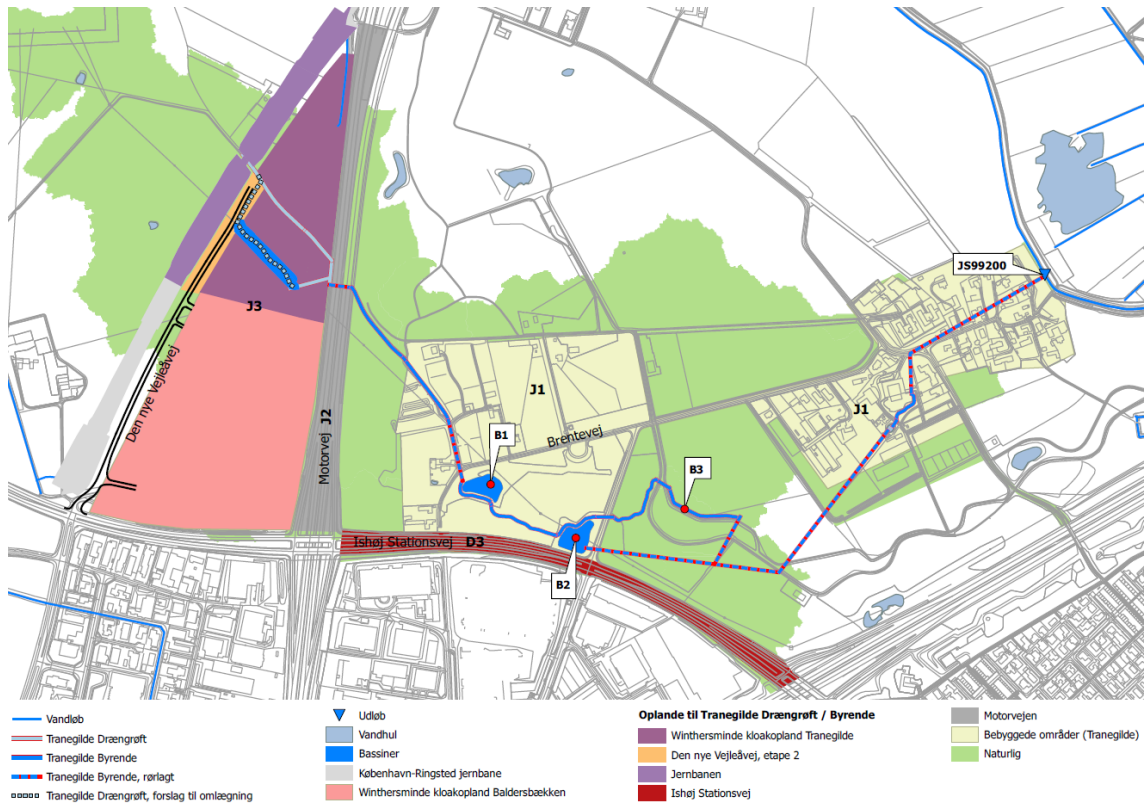 JS99200
J3
Den nye Vejleåvej
Motorvej J2
J1
J1
Brentevej
B1
B3
Ishøj Stationsvej D3
B2
Vandløb
Tranegilde Drængrøft
Tranegilde Byrende
Tranegilde Byrende, rørlagt
Tranegilde Drængrøft, forslag til omlægning
Udløb
Vandhul
Bassiner
København-Ringsted jernbane
Winthersminde kloakopland Baldersbækken
Oplande til Tranegilde Drængrøft / Byrende
Winthersminde kloakopland Tranegilde
Den nye Vejleåvej, etape 2
Jernbanen
Ishøj Stationsvej
Motorvejen
Bebyggede områder (Tranegilde)
Naturlig